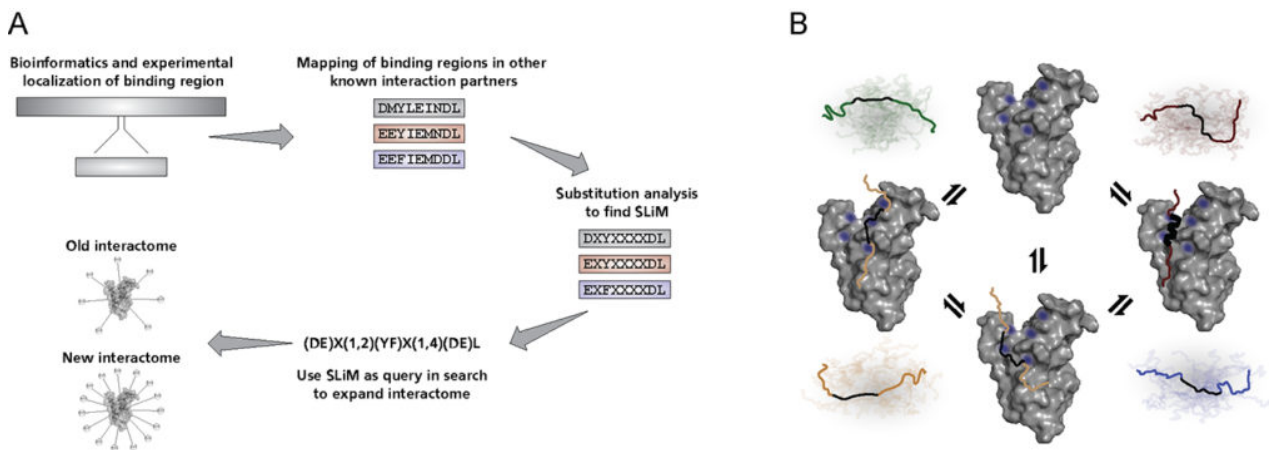 A
Bioinformatics and experimental
localization of binding region
Mapping of binding regions in other
known interaction partners
DMYLEINDL
EEYIEMNDL
EEFIEMDDL
Substitution analysis
to find SLiM
DXYXXXXDL
EXYXXXXDL
EXFXXXXDL
(DE)X(1,2)(YF)X(1,4)(DE)L
Use SLiM as query in search
to expand interactome
Old interactome
New interactome
B